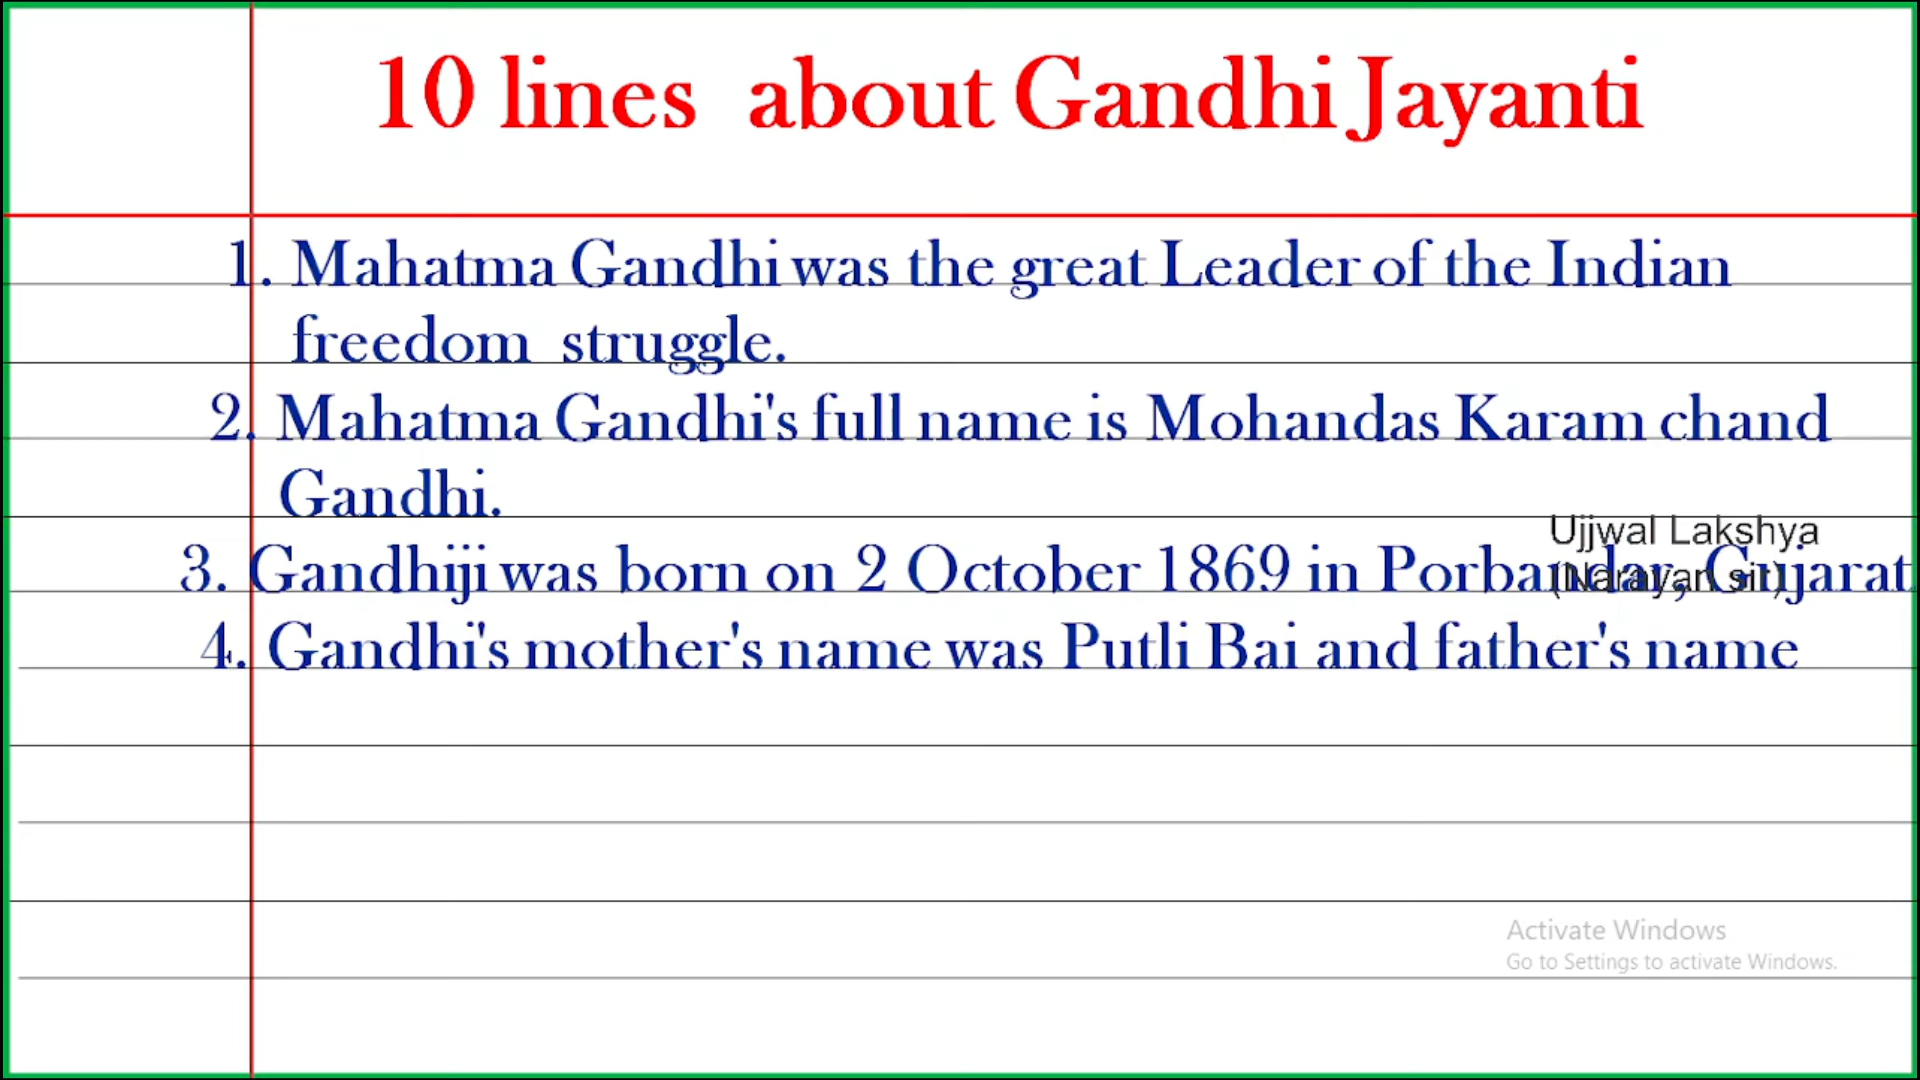 10 lines about Gandhi Jayanti
1. Mahatma Gandhi was the great Leader of the Indian
freedom struggle.
2. Mahatma Gandhi's full name is Mohandas Karam chand
Gandhi.
Ujjwal Lakshya
(Narayan sir)
3. Gandhiji was born on 2 October 1869 in Porbandar, Gujarat
4. Gandhi's mother's name was Putli Bai and father's name
Activate Windows
Go to Settings to activate Windows.